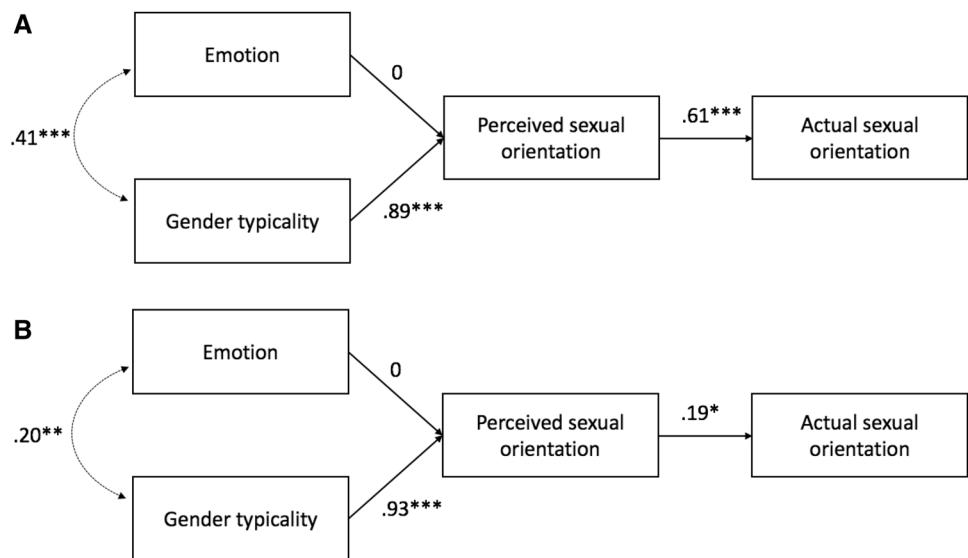 A
Emotion
0
.41***
Perceived sexual
orientation
.61***
Actual sexual
orientation
Gender typicality
.89***
B
Emotion
0
.20**
Perceived sexual
orientation
.19*
Actual sexual
orientation
Gender typicality
.93***